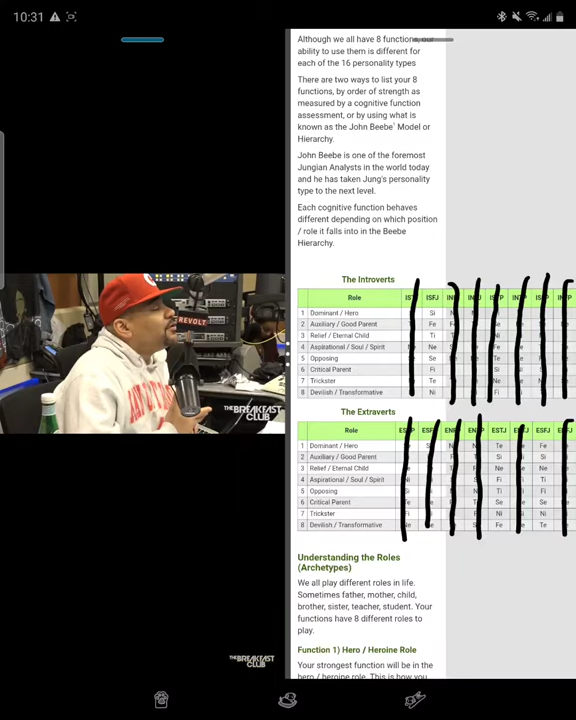 10:31
Although we all have 8 functions, our
ability to use them is different for
each of the 16 personality types
There are two ways to list your 8
functions, by order of strength as
measured by a cognitive function
assessment, or by using what is
known as the John Beebe' Model or
Hierarchy.
John Beebe is one of the foremost
Jungian Analysts in the world today
and he has taken Jung's personality
type to the next level.
Each cognitive function behaves
different depending on which position
/ role it falls into in the Beebe
Hierarchy.
The Introverts
Role ISFJ
1 Dominant / Hero Si
2 Auxiliary / Good Parent Fe
3 Relief / Eternal Child Ti
4 Aspirational / Soul / Spirit Ne
5 Opposing Se
6 Critical Parent Fi
7 Trickster Te
8 Devilish / Transformative Ni
The Extraverts
Role ESTJ ESFJ
1 Dominant / Hero Te Fe
2 Auxiliary / Good Parent Si Si
3 Relief / Eternal Child Ne Ne
4 Aspirational / Soul / Spirit Fi Ti
5 Opposing Ti Fi
6 Critical Parent Se Se
7 Trickster Ni Ni
8 Devilish / Transformative Fe Te
REVOLT
THE BREAKFAST
CLUB
Understanding the Roles
(Archetypes)
We all play different roles in life.
Sometimes father, mother, child,
brother, sister, teacher, student. Your
functions have 8 different roles to
play.
THE BREAKFAST
CLUB
Function 1) Hero / Heroine Role
Your strongest function will be in the
hero / heroine role. This is how you